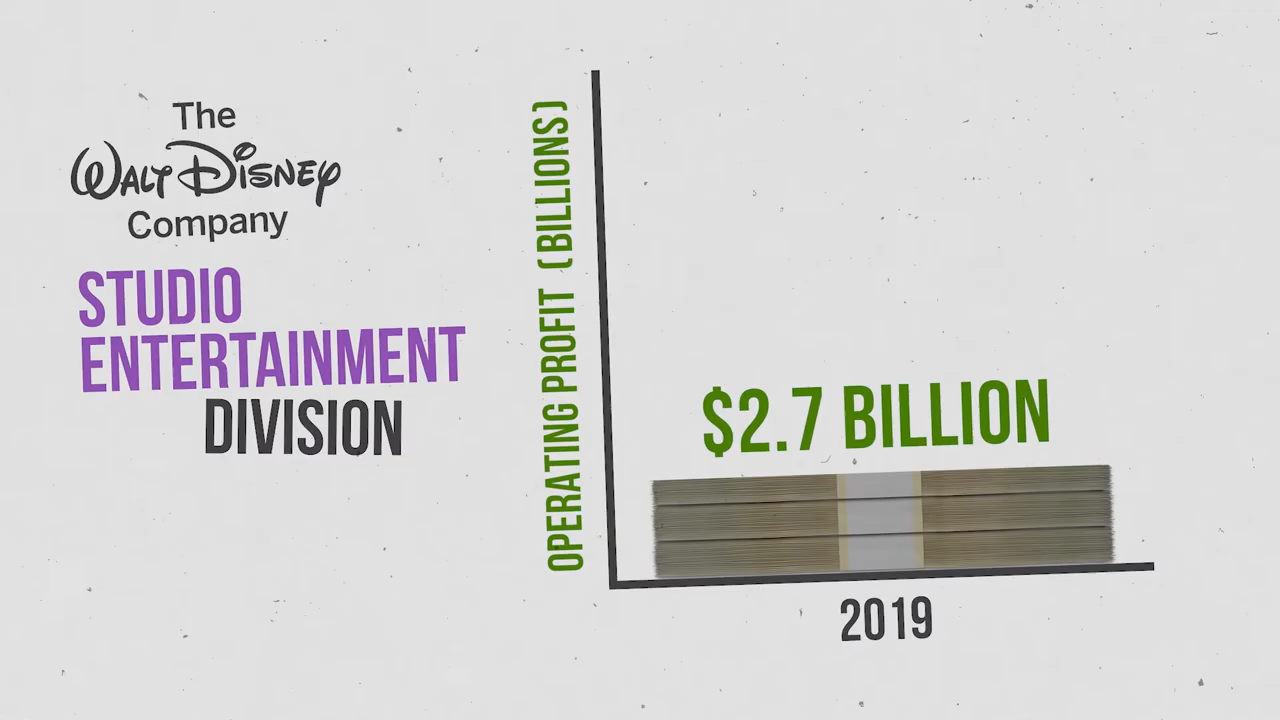 The
WALT DISNEY
Company
STUDIO
ENTERTAINMENT
DIVISION
OPERATING PROFIT (BILLIONS)
$2.7 BILLION
2019